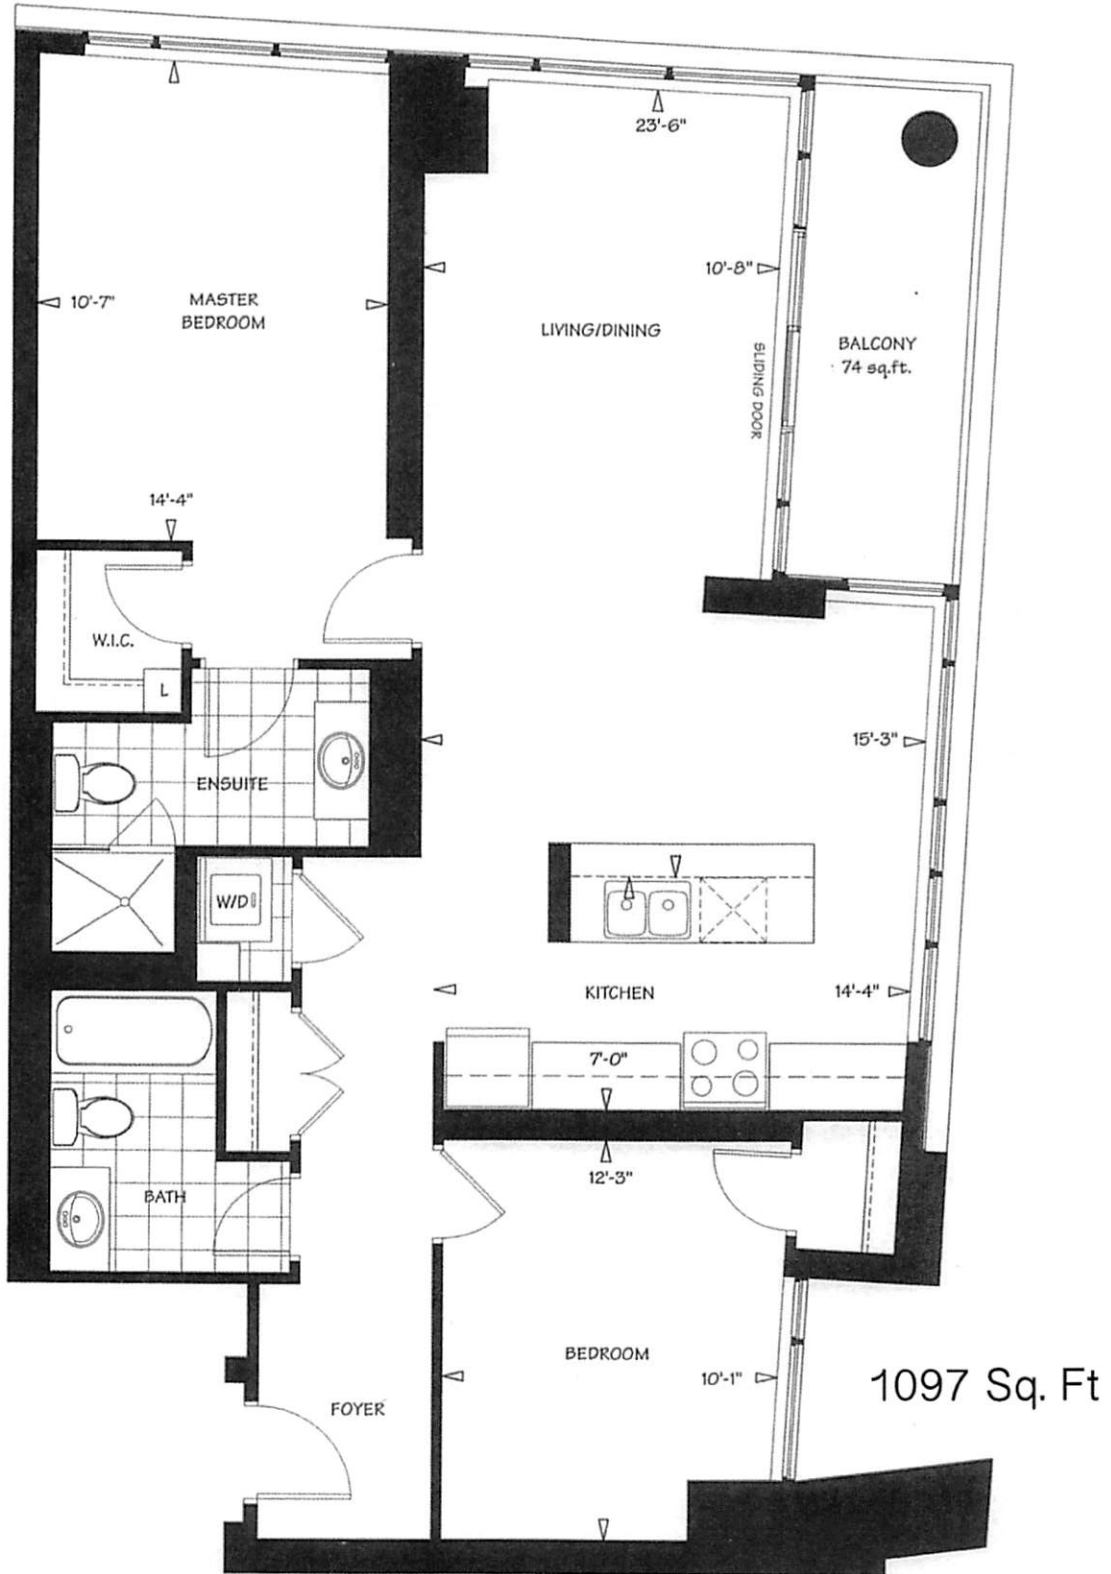 23'-6"
10'-8"
10'-7"
MASTER
BEDROOM
LIVING/DINING
SLIDING DOOR
BALCONY
74 sq.ft.
14'-4"
W.I.C.
L
15'-3"
ENSUITE
W/D
KITCHEN
14'-4"
7'-0"
12'-3"
BATH
BEDROOM
10'-1"
1097 Sq. Ft
FOYER